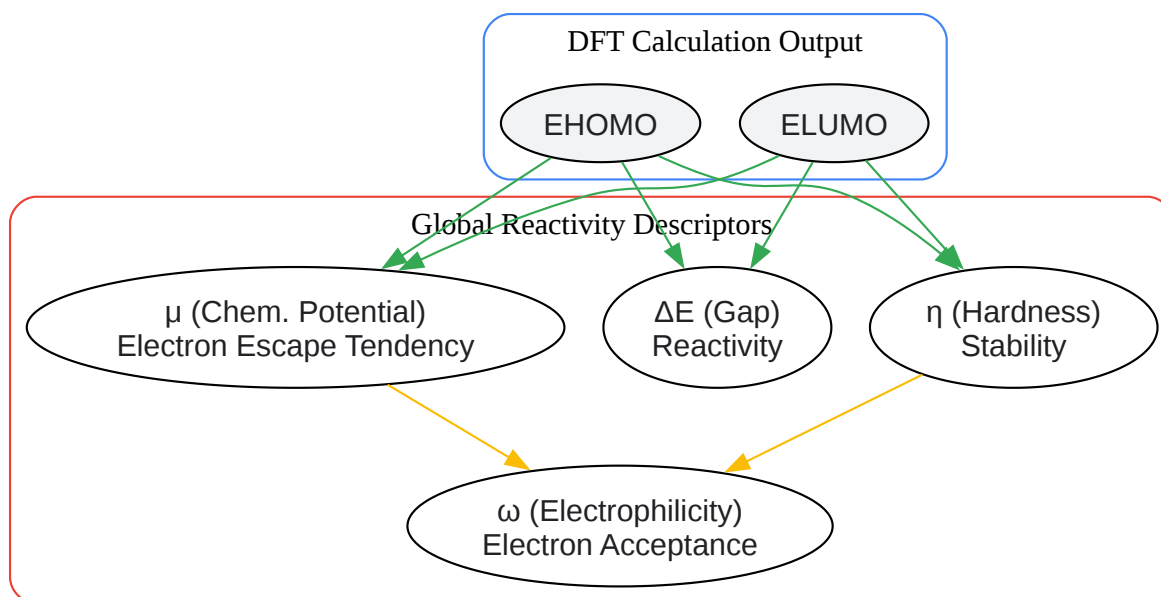 DFT Calculation Output
EHOMO
ELUMO
Global Reactivity Descriptors
μ (Chem. Potential)
Electron Escape Tendency
ΔE (Gap)
Reactivity
η (Hardness)
Stability
ω (Electrophilicity)
Electron Acceptance